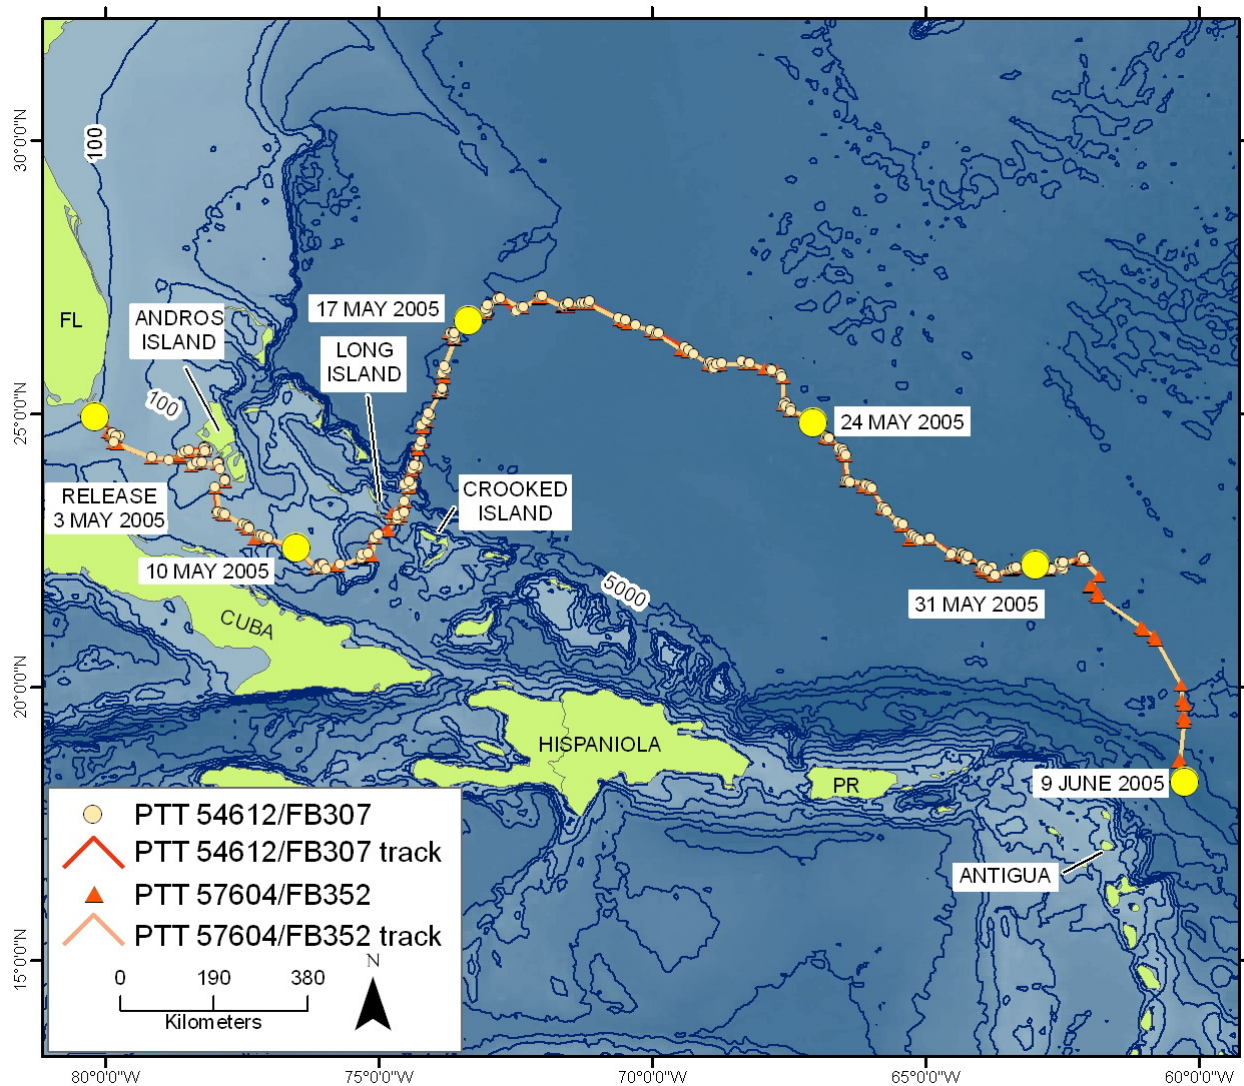 30°0'0"N
25°0'0"N
20°0'0"N
15°0'0"N
100
FL
ANDROS
ISLAND
17 MAY 2005
LONG
ISLAND
100
24 MAY 2005
RELEASE
3 MAY 2005
CROOKED
ISLAND
10 MAY 2005
5000
31 MAY 2005
CUBA
HISPANIOLA
PR
9 JUNE 2005
ANTIGUA
PTT 54612/FB307
PTT 54612/FB307 track
PTT 57604/FB352
PTT 57604/FB352 track
0 190 380
Kilometers
N
80°0'0"W 75°0'0"W 70°0'0"W 65°0'0"W 60°0'0"W